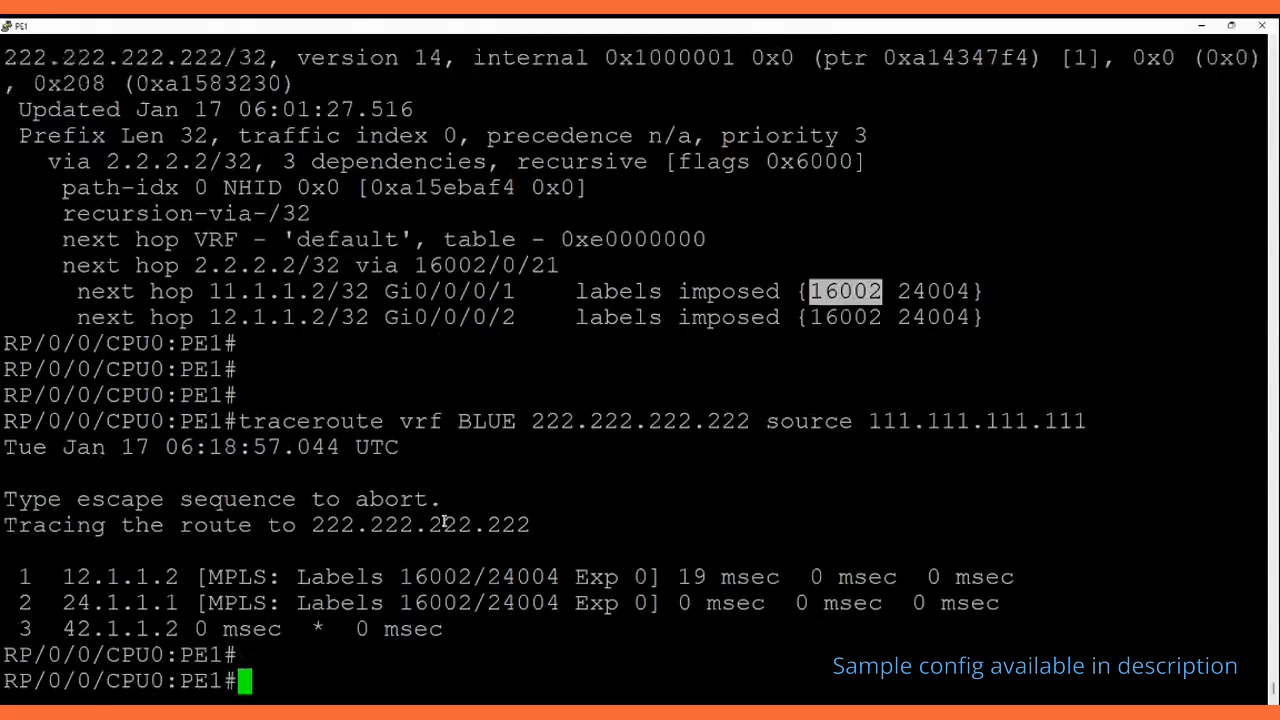 PE1
222.222.222.222/32, version 14, internal 0x1000001 0x0 (ptr 0xa14347f4) [1], 0x0 (0x0)
, 0x208 (0xa1583230)
Updated Jan 17 06:01:27.516
Prefix Len 32, traffic index 0, precedence n/a, priority 3
via 2.2.2.2/32, 3 dependencies, recursive [flags 0x6000]
path-idx 0 NHID 0x0 [0xa15ebaf4 0x0]
recursion-via-/32
next hop VRF - 'default', table - 0xe0000000
next hop 2.2.2.2/32 via 16002/0/21
next hop 11.1.1.2/32 Gi0/0/0/1    labels imposed {16002 24004}
next hop 12.1.1.2/32 Gi0/0/0/2    labels imposed {16002 24004}
RP/0/0/CPU0:PE1#
RP/0/0/CPU0:PE1#
RP/0/0/CPU0:PE1#
RP/0/0/CPU0:PE1#traceroute vrf BLUE 222.222.222.222 source 111.111.111.111
Tue Jan 17 06:18:57.044 UTC
Type escape sequence to abort.
Tracing the route to 222.222.222.222
1  12.1.1.2 [MPLS: Labels 16002/24004 Exp 0] 19 msec  0 msec  0 msec
2  24.1.1.1 [MPLS: Labels 16002/24004 Exp 0] 0 msec  0 msec  0 msec
3  42.1.1.2 0 msec  *  0 msec
RP/0/0/CPU0:PE1#
RP/0/0/CPU0:PE1#
Sample config available in description